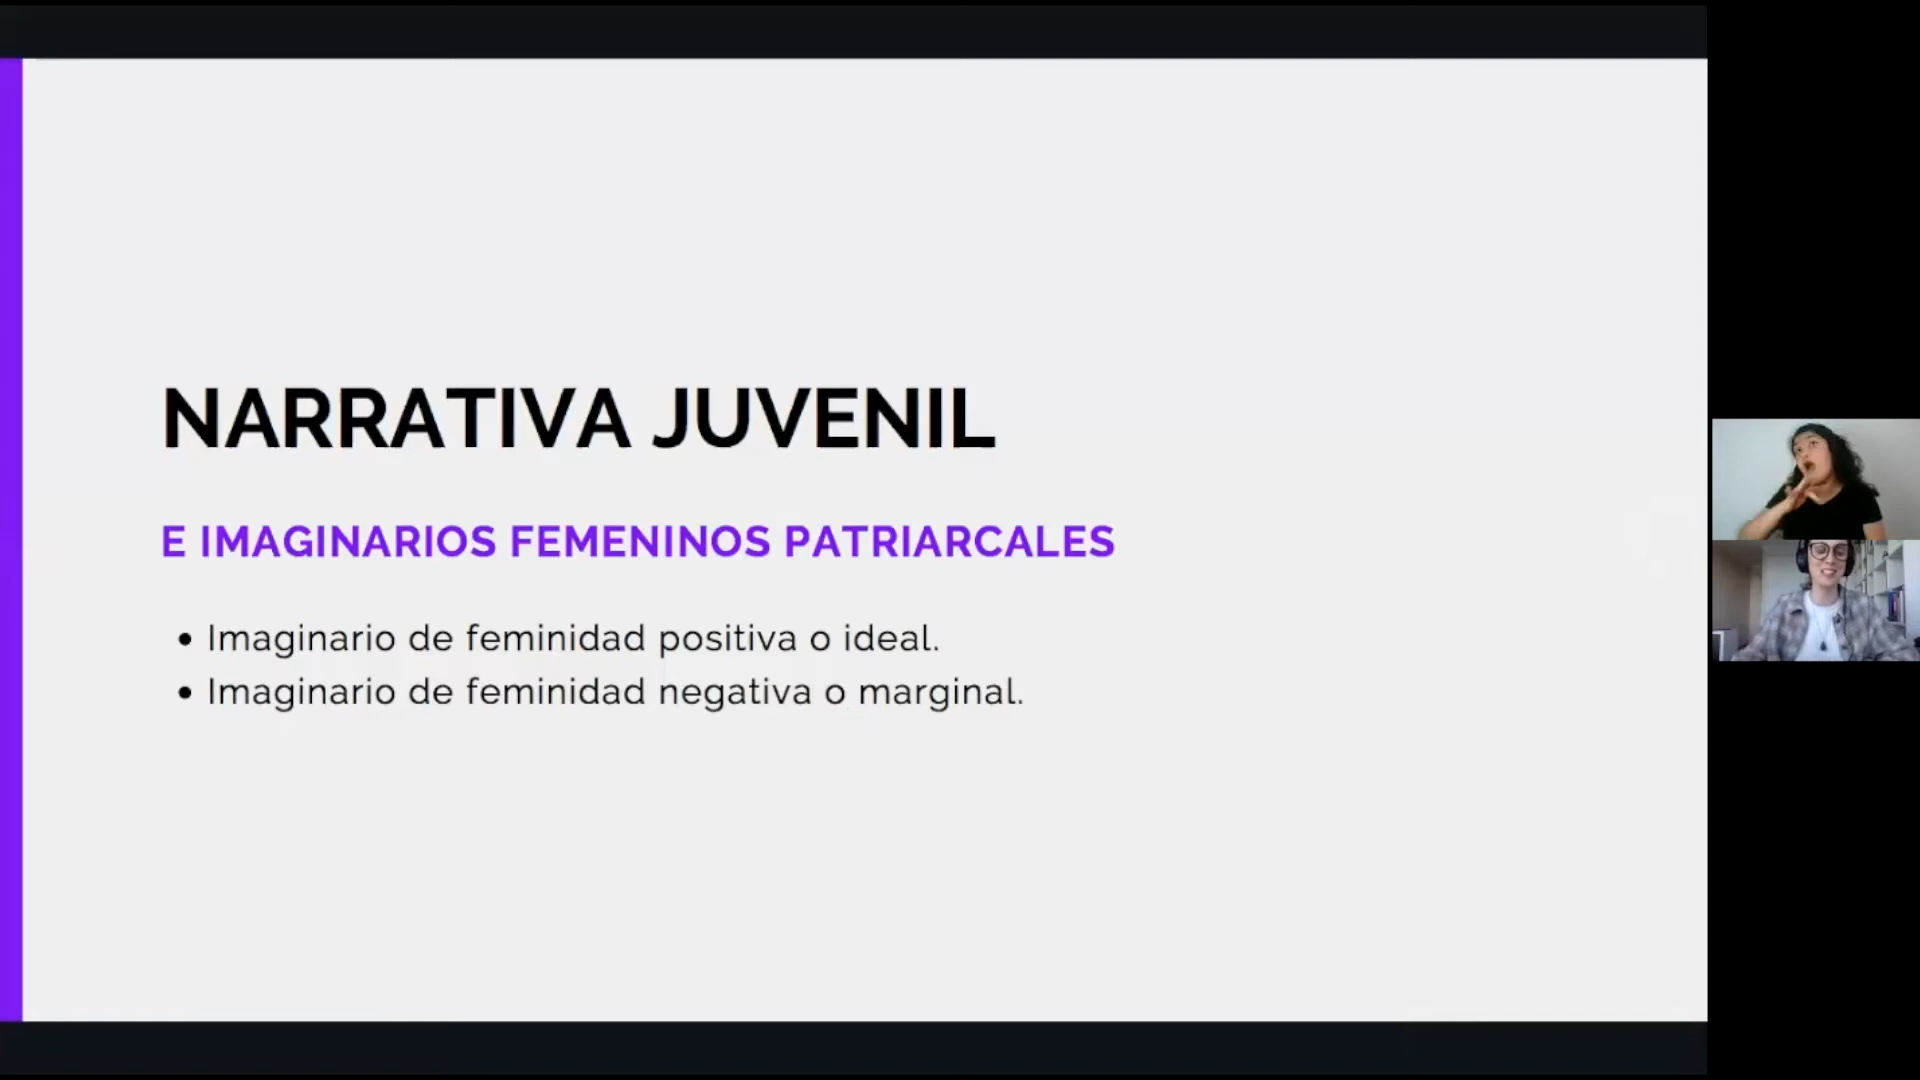 NARRATIVA JUVENIL
E IMAGINARIOS FEMENINOS PATRIARCALES
• Imaginario de feminidad positiva o ideal.
• Imaginario de feminidad negativa o marginal.